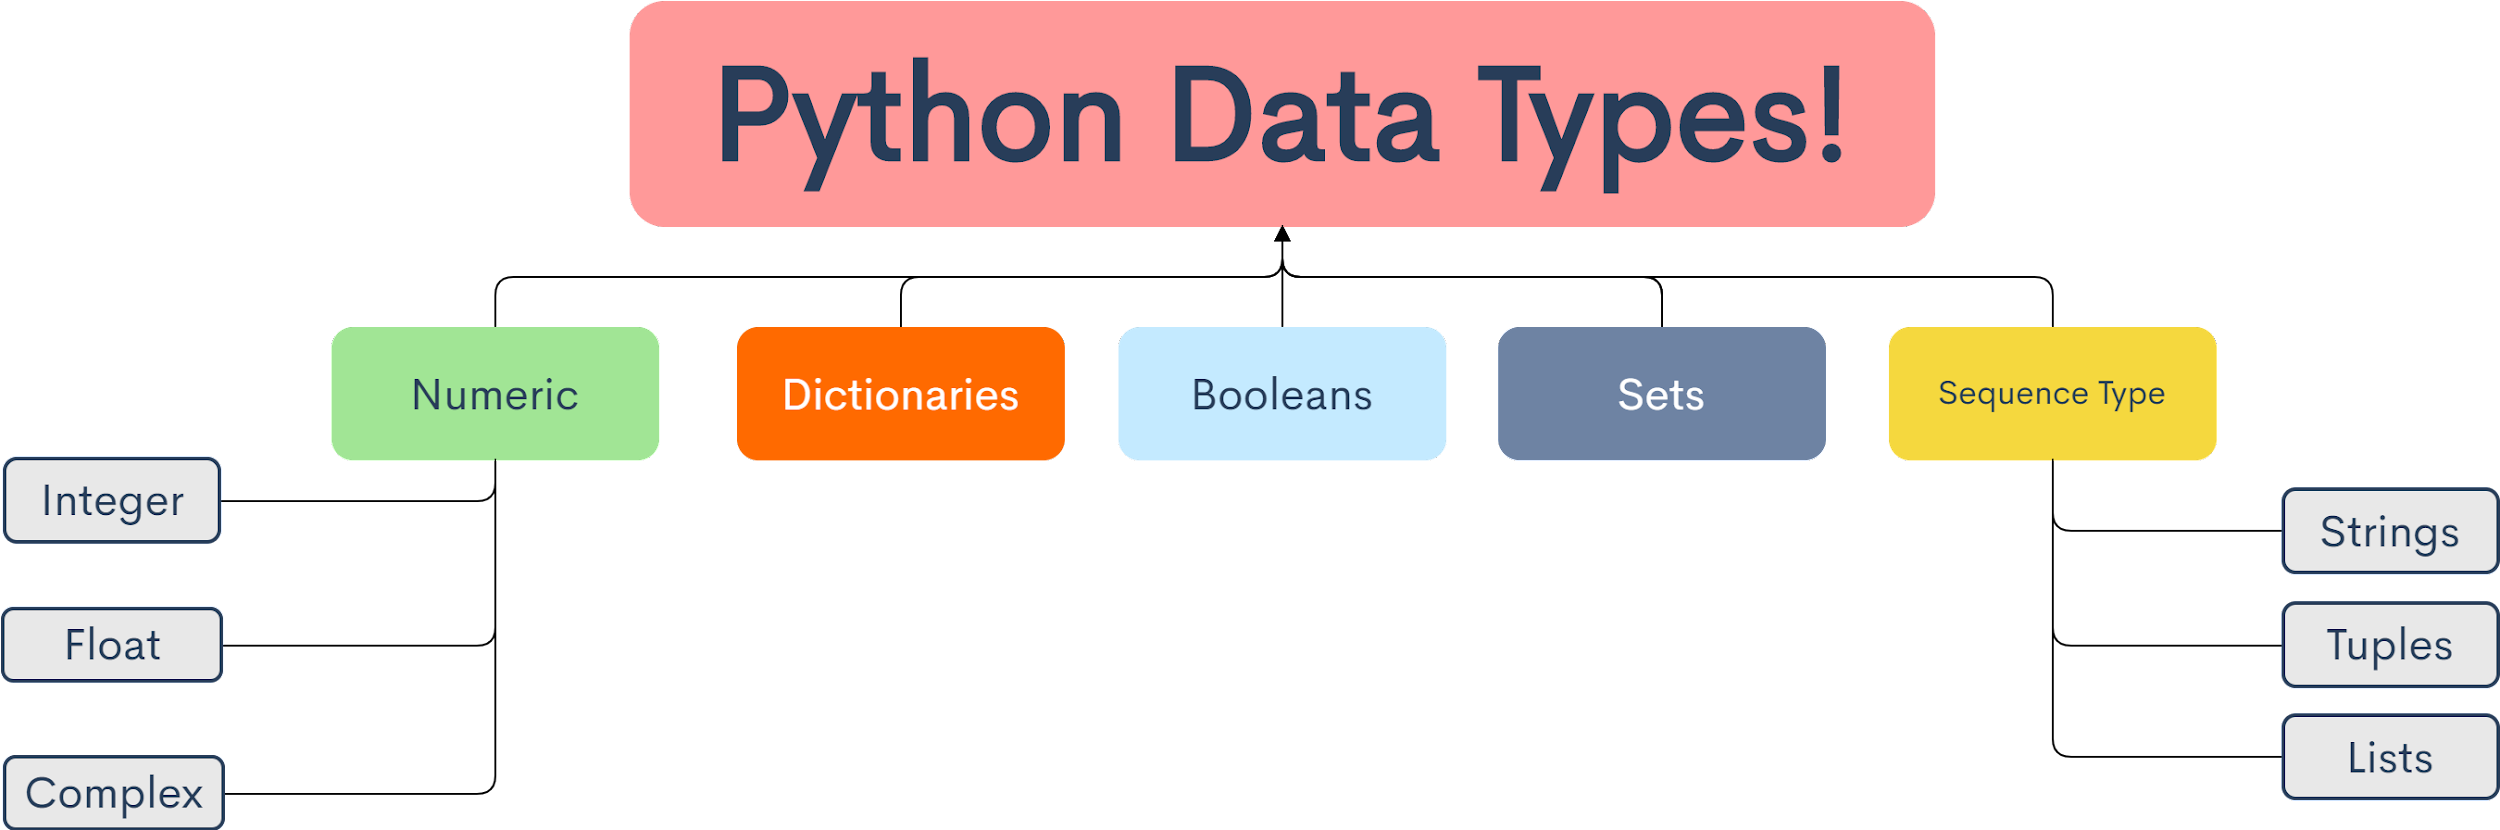 Python Data Types!
Numeric
Dictionaries
Booleans
Sets
Sequence Type
Integer
Float
Complex
Strings
Tuples
Lists